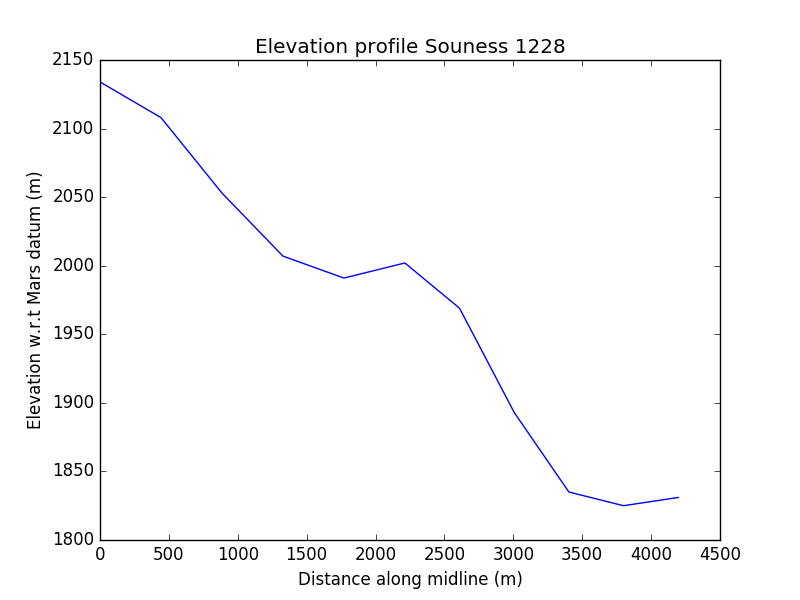 Elevation profile Souness 1228
2150
2100
2050
2000
1950
1900
1850
1800
Elevation w.r.t Mars datum (m)
0 500 1000 1500 2000 2500 3000 3500 4000 4500
Distance along midline (m)